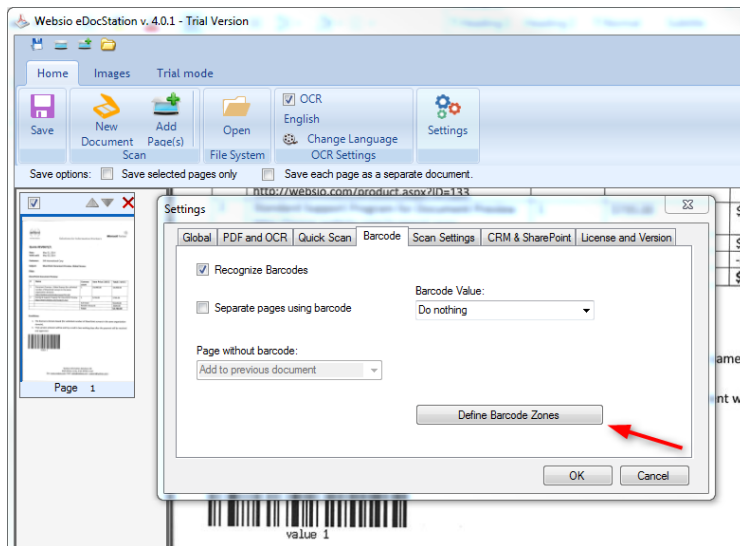 Websio eDocStation v. 4.0.1 - Trial Version
Home Images Trial mode
Save
New Document
Add Page(s)
Scan
Open
File System
OCR
English
Change Language
OCR Settings
Settings
Save options: Save selected pages only Save each page as a separate document.
http://websio.com/product.aspx?ID=133
Page 1
Settings
Global PDF and OCR Quick Scan Barcode Scan Settings CRM & SharePoint License and Version
Recognize Barcodes
Separate pages using barcode
Barcode Value:
Do nothing
Page without barcode:
Add to previous document
Define Barcode Zones
OK Cancel
value 1